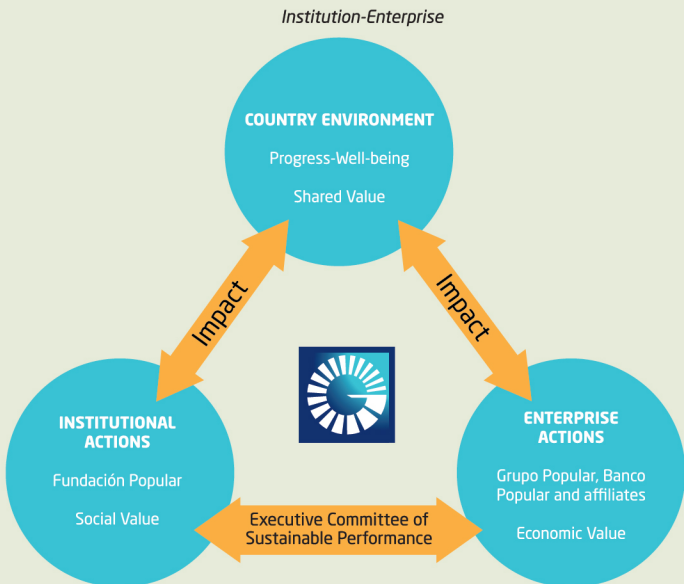 Institution-Enterprise
COUNTRY ENVIRONMENT
Progress-Well-being
Shared Value
Impact
Impact
INSTITUTIONAL
ACTIONS
Fundación Popular
Social Value
ENTERPRISE
ACTIONS
Grupo Popular, Banco
Popular and affiliates
Economic Value
Executive Committee of
Sustainable Performance